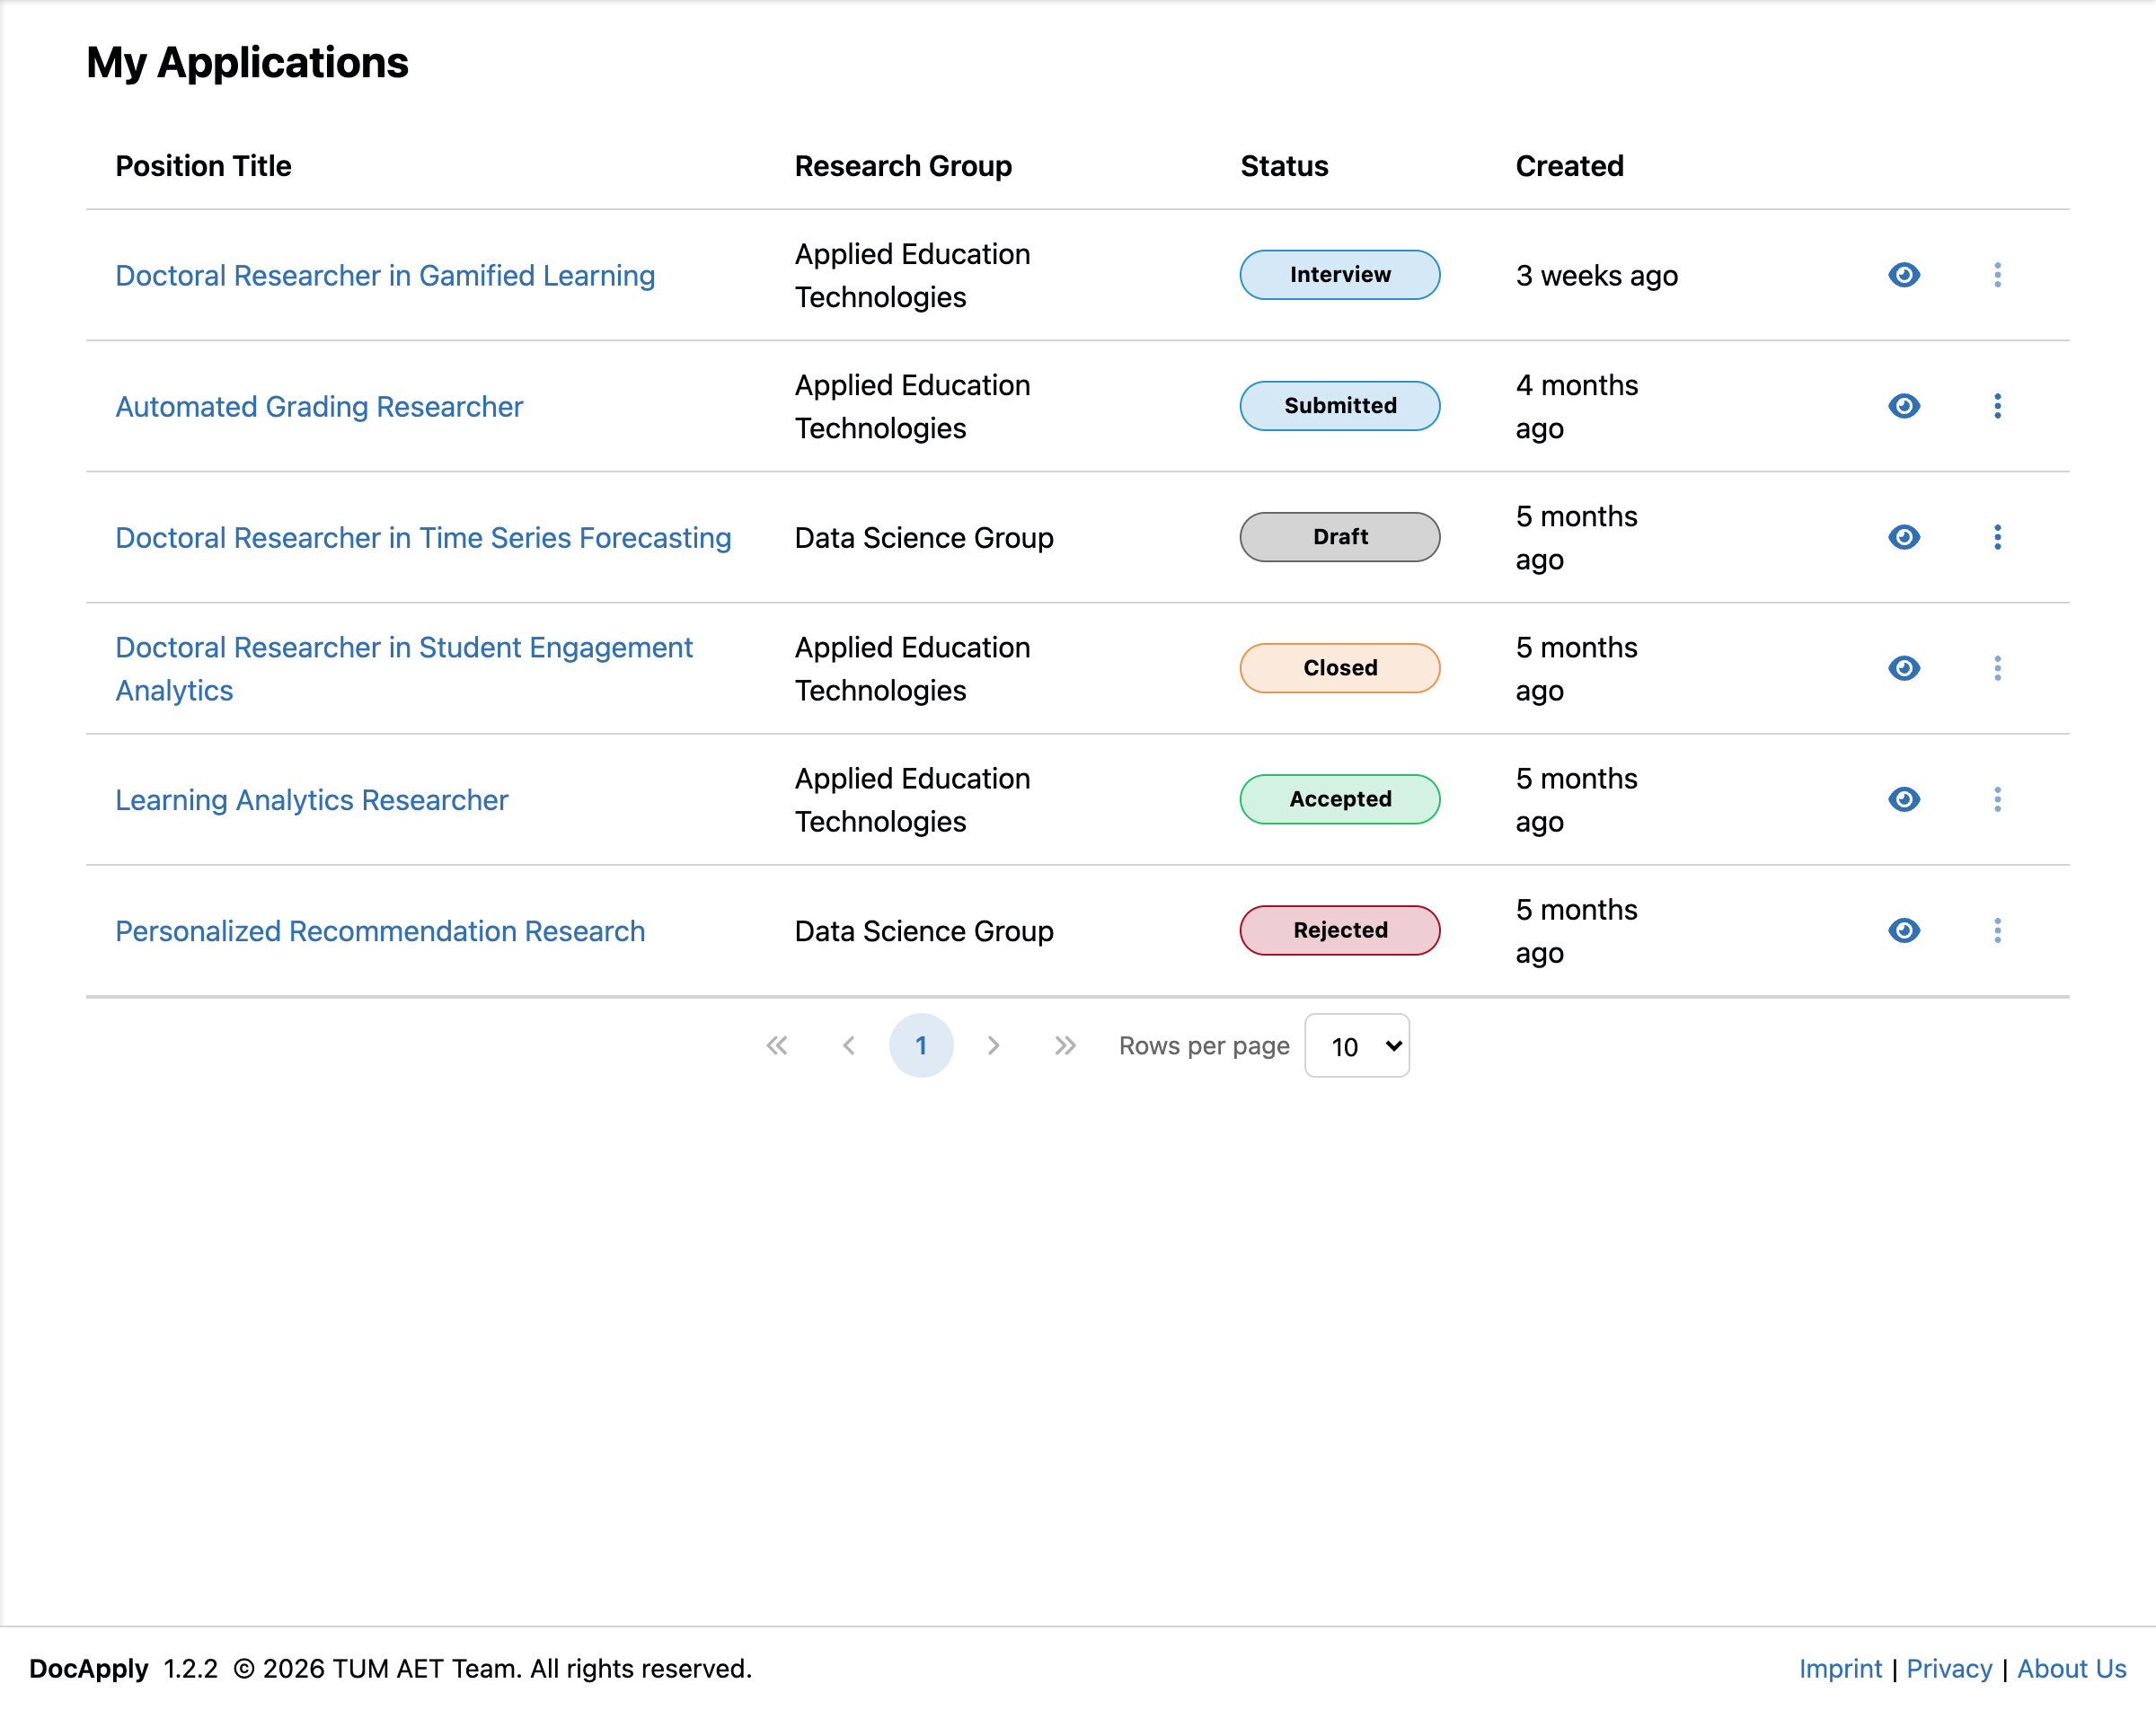 My Applications
Position Title Research Group Status Created
Doctoral Researcher in Gamified Learning Applied Education Technologies Interview 3 weeks ago
Automated Grading Researcher Applied Education Technologies Submitted 4 months ago
Doctoral Researcher in Time Series Forecasting Data Science Group Draft 5 months ago
Doctoral Researcher in Student Engagement Analytics Applied Education Technologies Closed 5 months ago
Learning Analytics Researcher Applied Education Technologies Accepted 5 months ago
Personalized Recommendation Research Data Science Group Rejected 5 months ago
1 Rows per page 10
DocApply 1.2.2 © 2026 TUM AET Team. All rights reserved. Imprint | Privacy | About Us